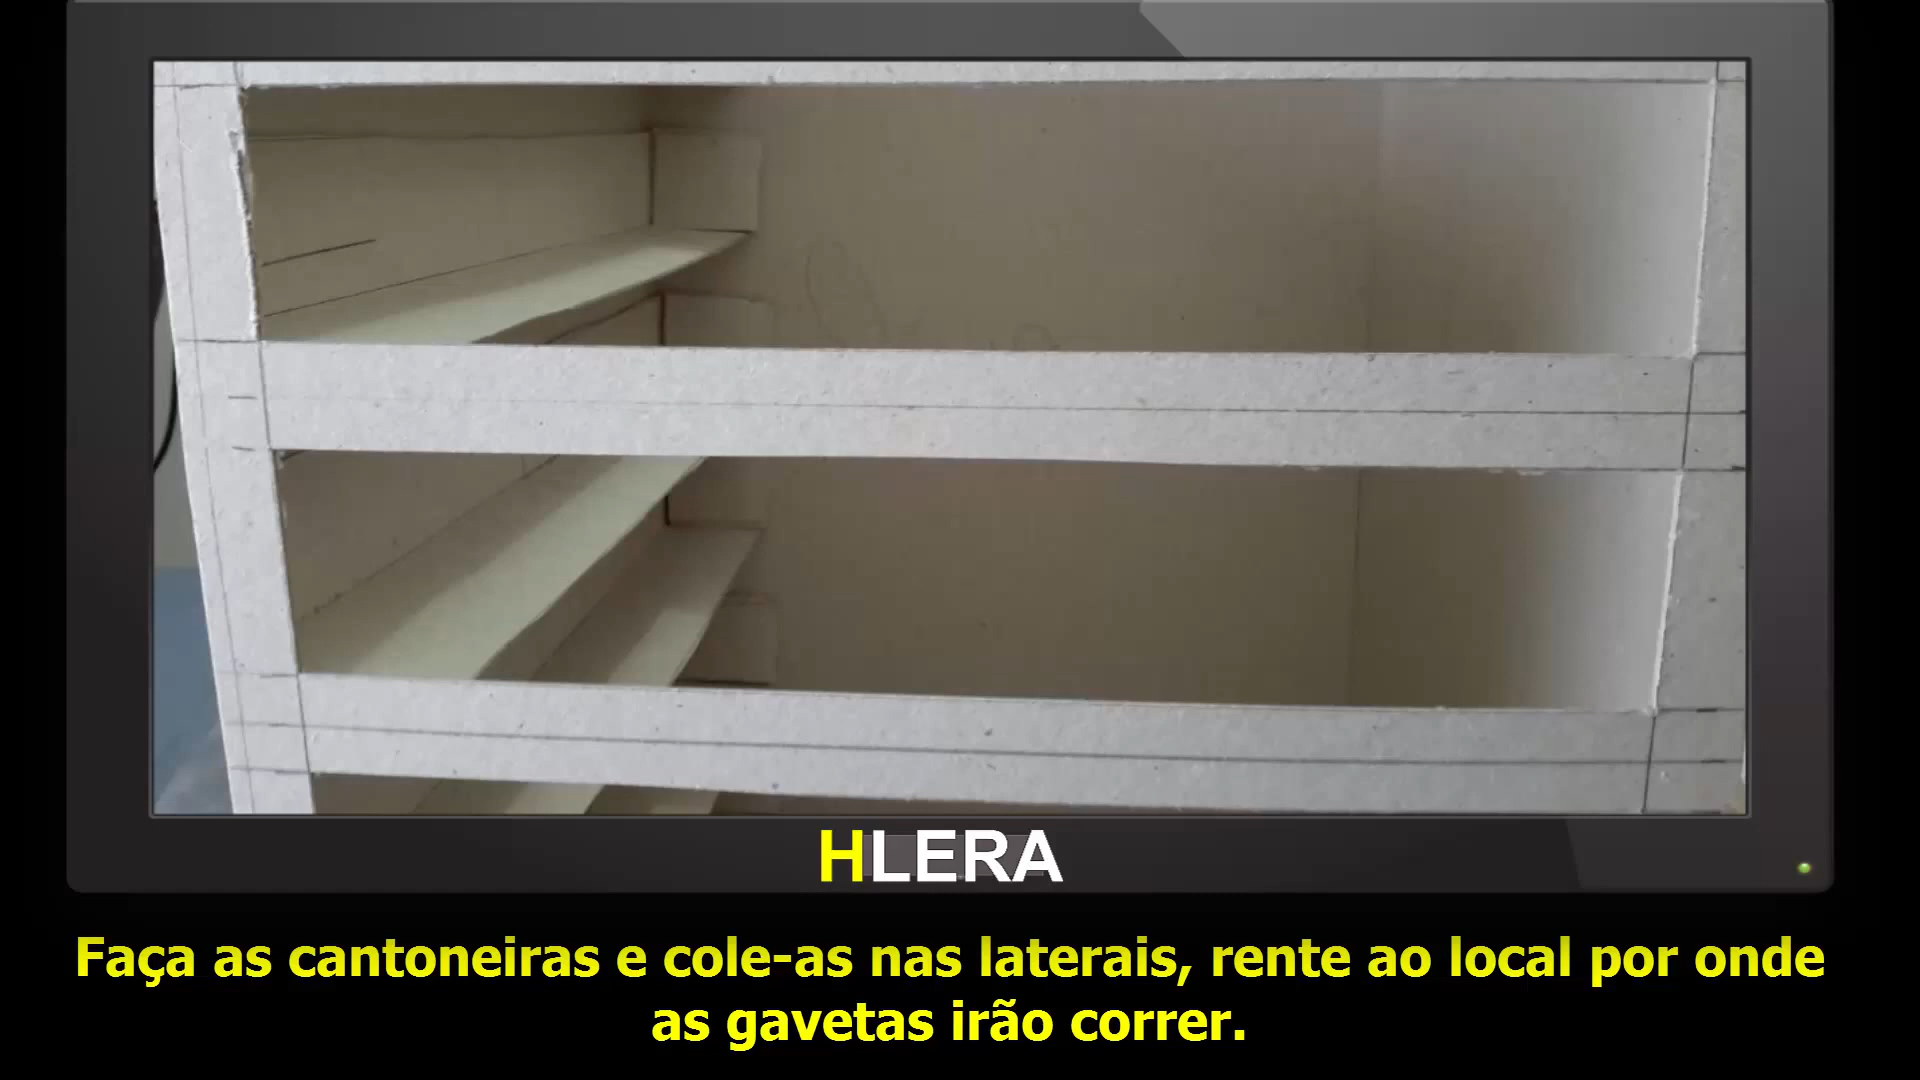 HLERA
Faça as cantoneiras e cole-as nas laterais, rente ao local por onde
as gavetas irão correr.